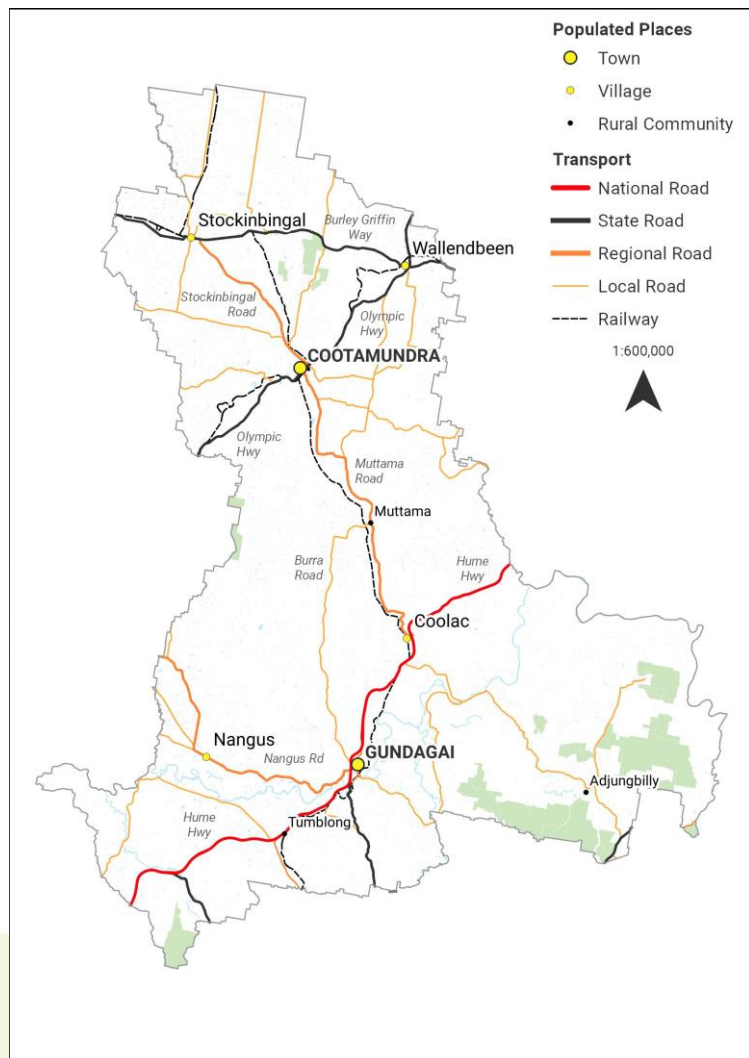 Populated Places
Town
Village
Rural Community
Transport
National Road
State Road
Regional Road
Local Road
Railway
1:600,000
Stockinbingal
Burley Griffin
Way
Wallendbeen
Stockinbingal
Road
Olympic
Hwy
COOTAMUNDRA
Olympic
Hwy
Muttama
Road
Muttama
Burra
Road
Hume
Hwy
Coolac
Nangus
Nangus Rd
GUNDAGAI
Adjungbilly
Hume
Hwy
Tumblong